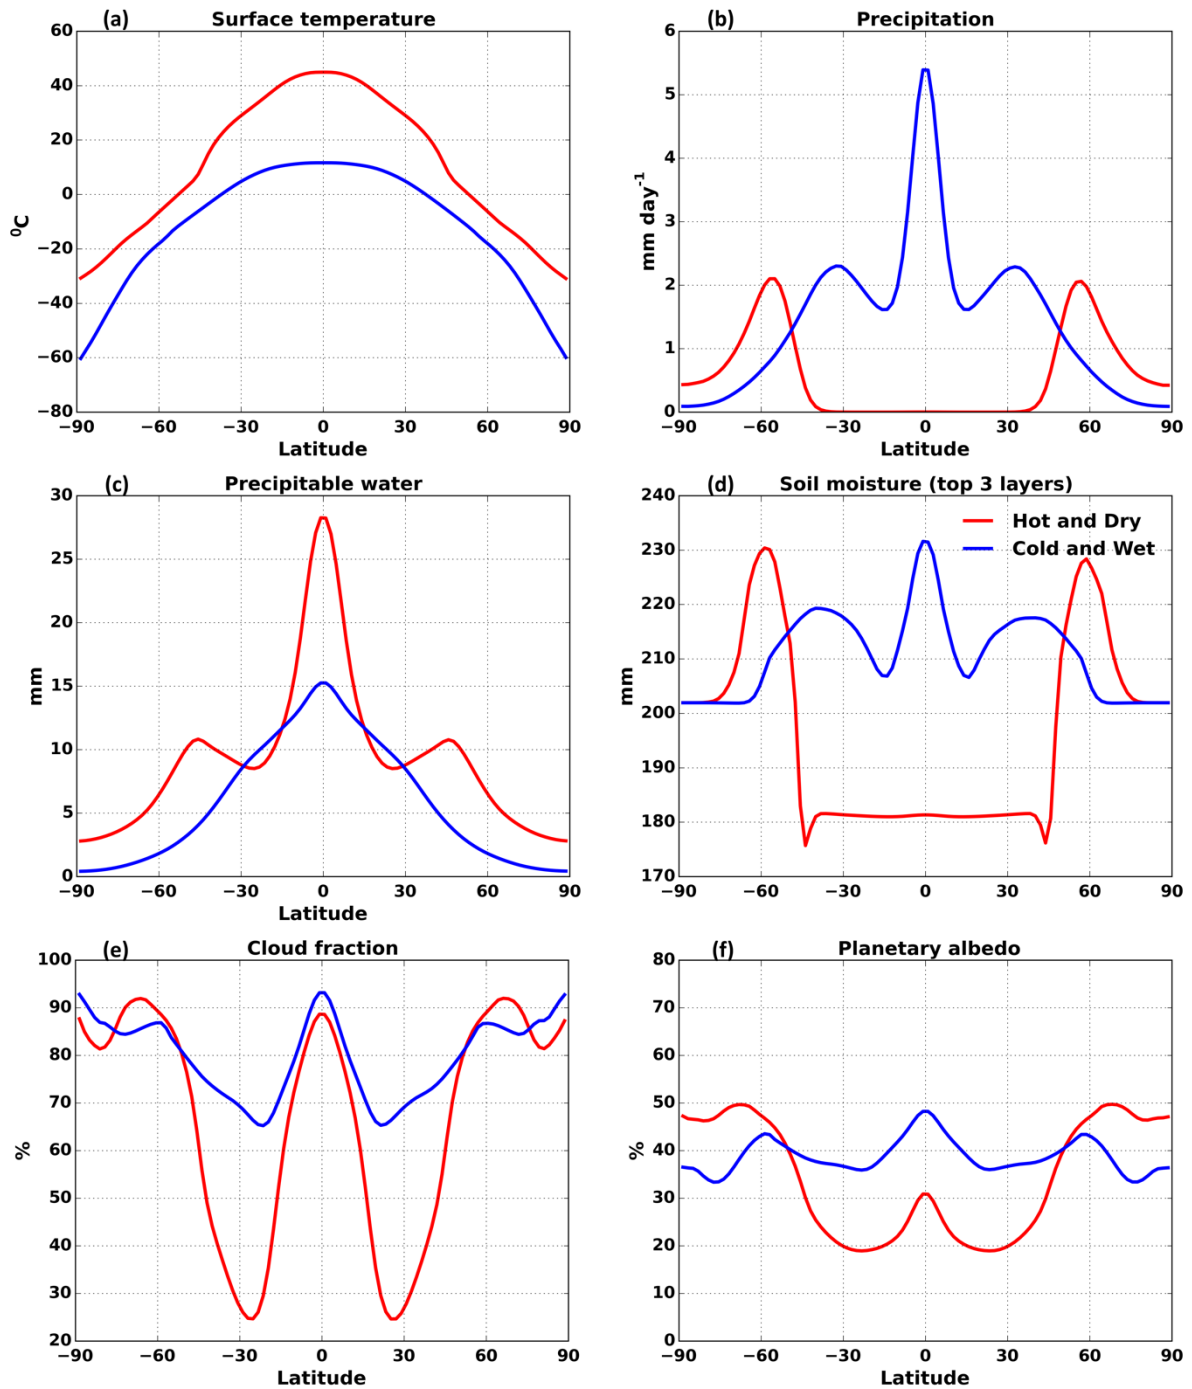 (a) Surface temperature
60
40
20
0
−20
−40
−60
−80
⁰C
−90 −60 −30 0 30 60 90
Latitude
(b) Precipitation
6
5
4
3
2
1
0
mm day⁻¹
−90 −60 −30 0 30 60 90
Latitude
(c) Precipitable water
30
25
20
15
10
5
0
mm
−90 −60 −30 0 30 60 90
Latitude
(d) Soil moisture (top 3 layers)
240
230
220
210
200
190
180
170
mm
Hot and Dry
Cold and Wet
−90 −60 −30 0 30 60 90
Latitude
(e) Cloud fraction
100
90
80
70
60
50
40
30
20
%
−90 −60 −30 0 30 60 90
Latitude
(f) Planetary albedo
80
70
60
50
40
30
20
10
0
%
−90 −60 −30 0 30 60 90
Latitude